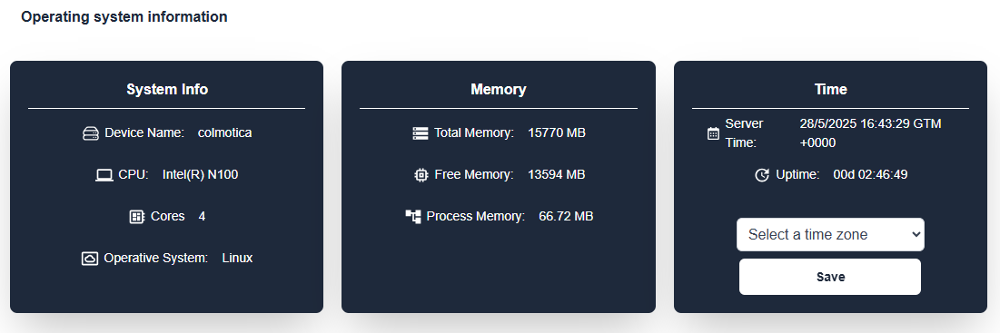 Operating system information
System Info
Device Name: colmotica
CPU: Intel(R) N100
Cores 4
Operative System: Linux
Memory
Total Memory: 15770 MB
Free Memory: 13594 MB
Process Memory: 66.72 MB
Time
Server Time: 28/5/2025 16:43:29 GTM +0000
Uptime: 00d 02:46:49
Select a time zone
Save